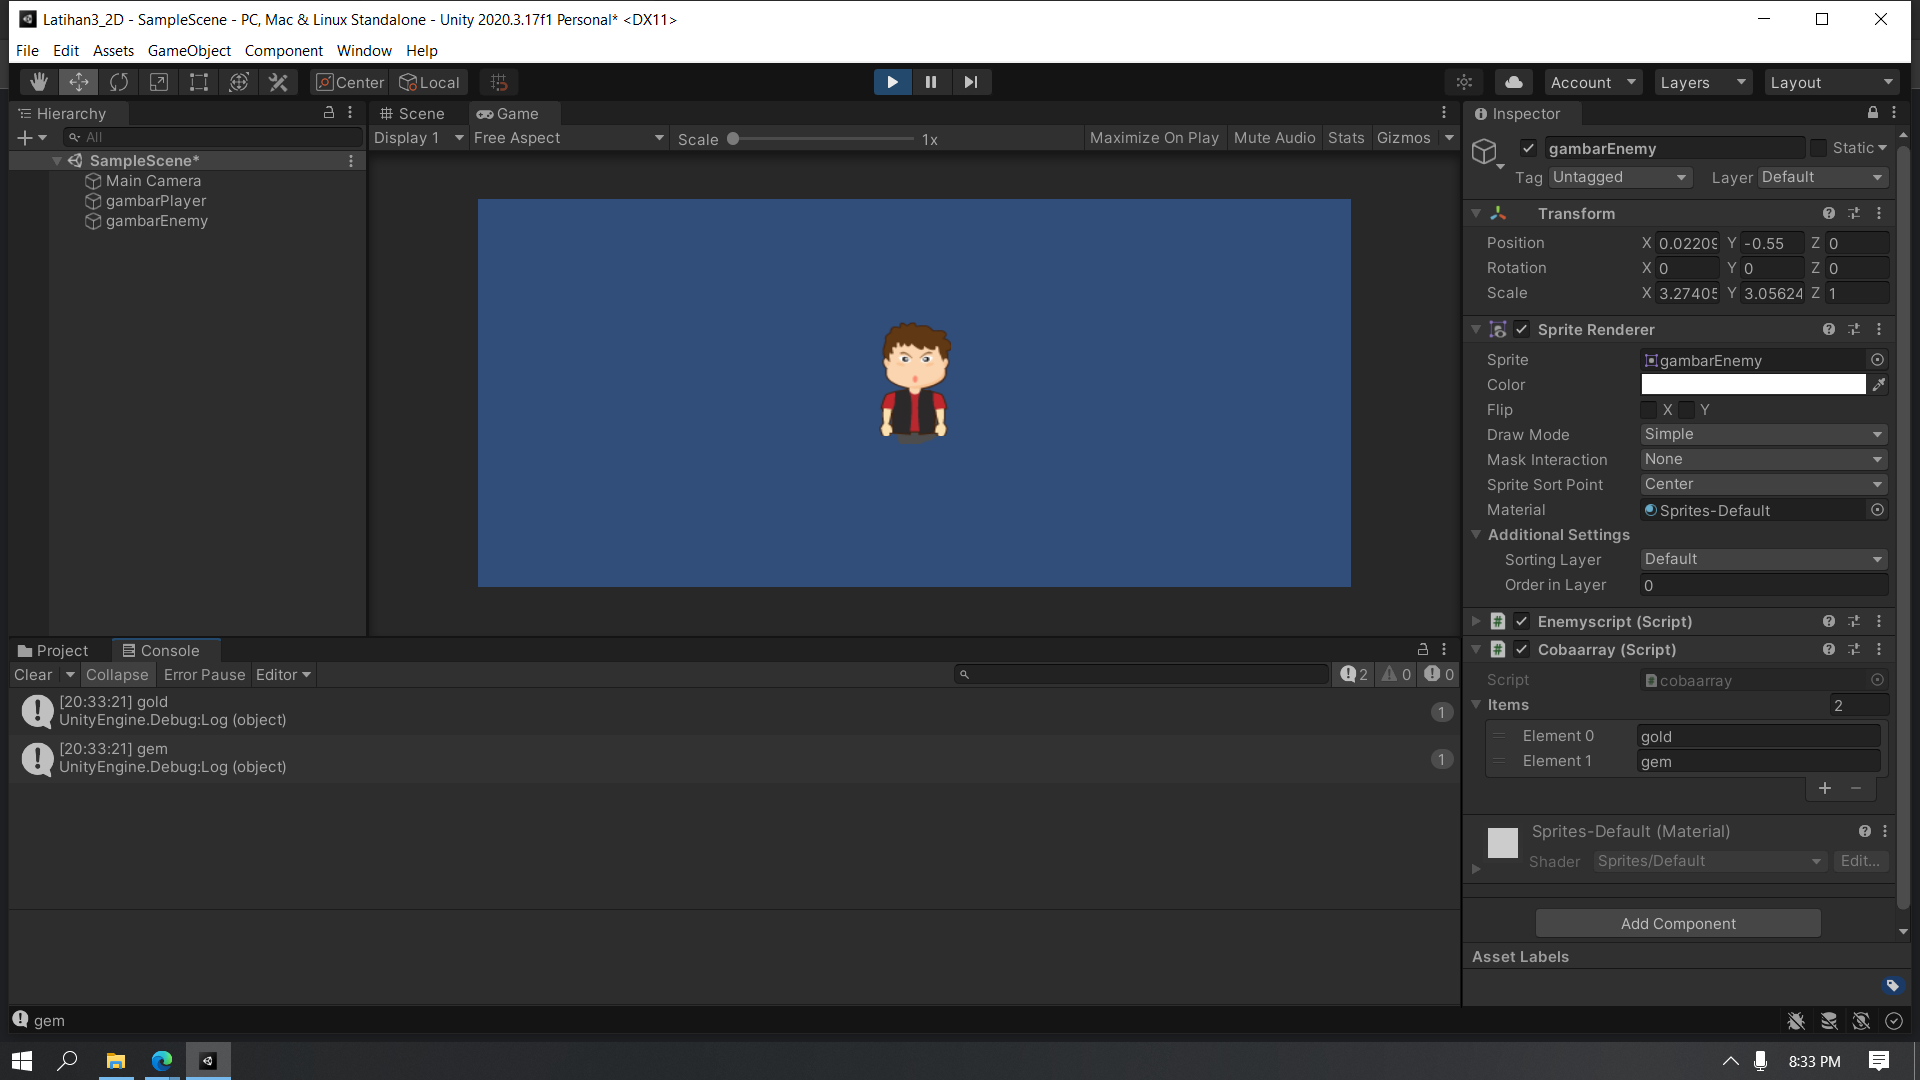 Latihan3_2D - SampleScene - PC, Mac & Linux Standalone - Unity 2020.3.17f1 Personal* <DX11>
File Edit Assets GameObject Component Window Help
Center Local Account Layers Layout
Hierarchy
All
SampleScene*
Main Camera
gambarPlayer
gambarEnemy
Scene Game
Display 1 Free Aspect Scale 1x Maximize On Play Mute Audio Stats Gizmos
Project Console
Clear Collapse Error Pause Editor 2 0 0
[20:33:21] gold
UnityEngine.Debug:Log (object)
1
[20:33:21] gem
UnityEngine.Debug:Log (object)
1
Inspector
gambarEnemy Static
Tag Untagged Layer Default
Transform
Position X 0.02209 Y -0.55 Z 0
Rotation X 0 Y 0 Z 0
Scale X 3.27405 Y 3.05624 Z 1
Sprite Renderer
Sprite gambarEnemy
Color
Flip X Y
Draw Mode Simple
Mask Interaction None
Sprite Sort Point Center
Material Sprites-Default
Additional Settings
Sorting Layer Default
Order in Layer 0
Enemyscript (Script)
Cobaarray (Script)
Script cobaarray
Items 2
Element 0 gold
Element 1 gem
Sprites-Default (Material)
Shader Sprites/Default Edit...
Add Component
Asset Labels
gem
8:33 PM